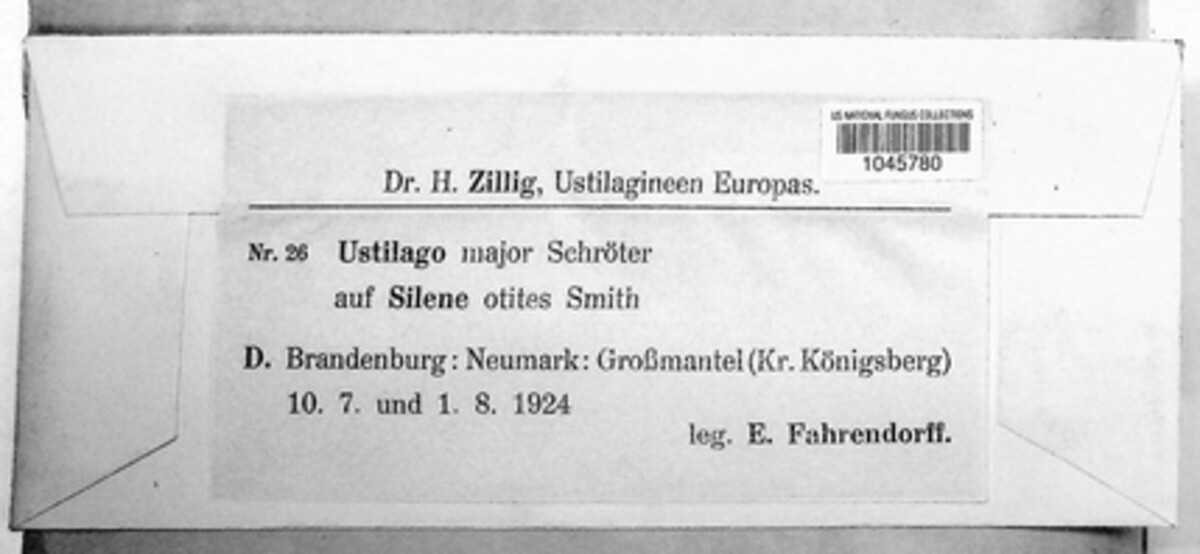 US NATIONAL FUNGUS COLLECTIONS
1045780
Dr. H. Zillig, Ustilagineen Europas.
Nr. 26 Ustilago major Schröter
auf Silene otites Smith
D. Brandenburg: Neumark: Großmantel (Kr. Königsberg)
10. 7. und 1. 8. 1924
leg. E. Fahrendorff.